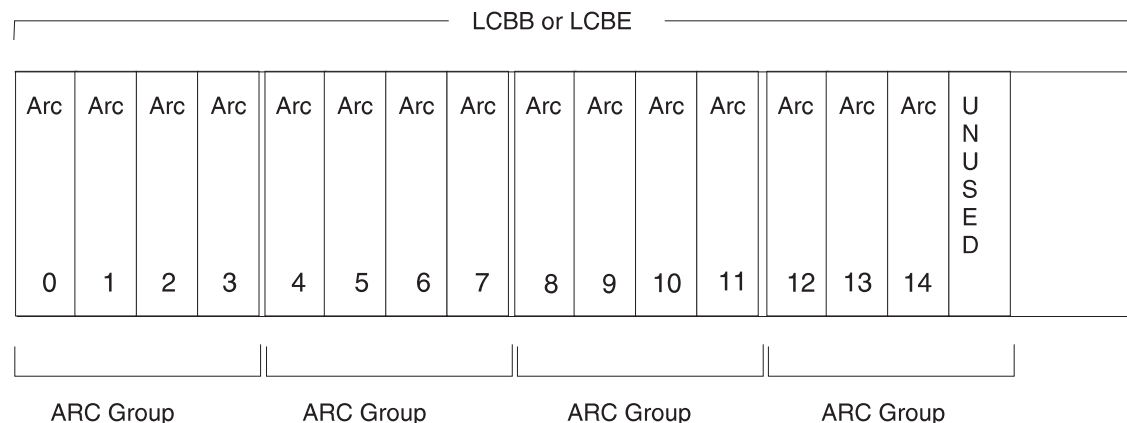 LCBB or LCBE
Arc Arc Arc Arc Arc Arc Arc Arc Arc Arc Arc Arc Arc Arc Arc UNUSED
0 1 2 3 4 5 6 7 8 9 10 11 12 13 14
ARC Group ARC Group ARC Group ARC Group